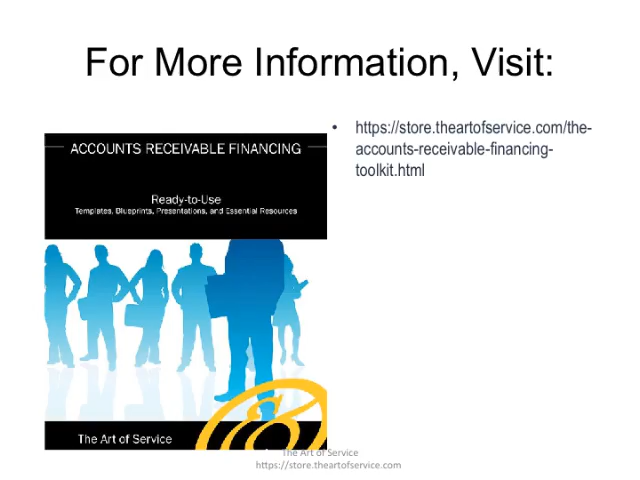 For More Information, Visit:
• https://store.theartofservice.com/the-
accounts-receivable-financing-
toolkit.html
ACCOUNTS RECEIVABLE FINANCING
Ready-to-Use
Templates, Blueprints, Presentations, and Essential Resources
The Art of Service
The Art of Service
https://store.theartofservice.com